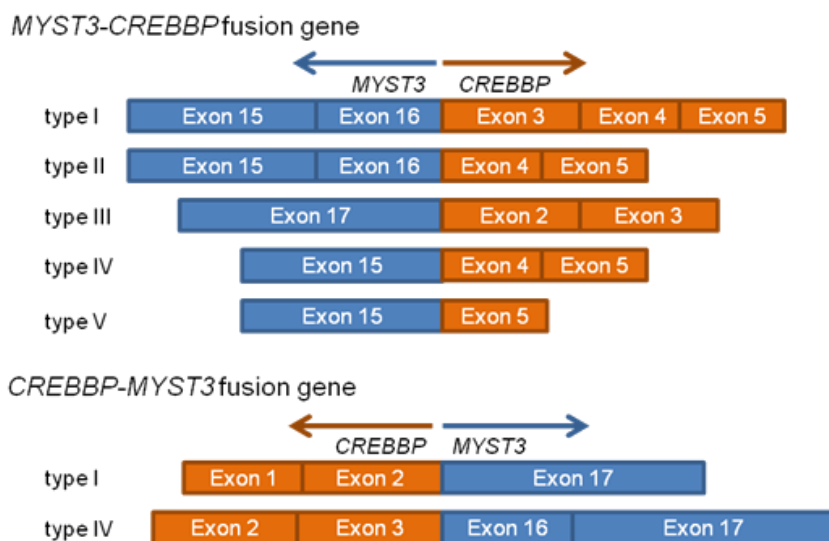 MYST3-CREBBP fusion gene
MYST3 CREBBP
type I Exon 15 Exon 16 Exon 3 Exon 4 Exon 5
type II Exon 15 Exon 16 Exon 4 Exon 5
type III Exon 17 Exon 2 Exon 3
type IV Exon 15 Exon 4 Exon 5
type V Exon 15 Exon 5
CREBBP-MYST3 fusion gene
CREBBP MYST3
type I Exon 1 Exon 2 Exon 17
type IV Exon 2 Exon 3 Exon 16 Exon 17